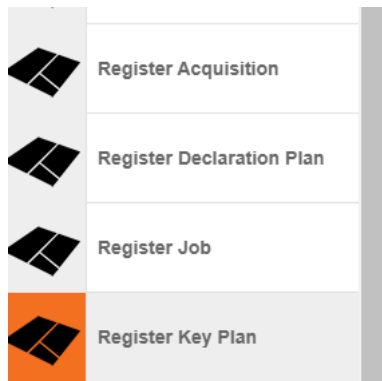 Register Acquisition
Register Declaration Plan
Register Job
Register Key Plan